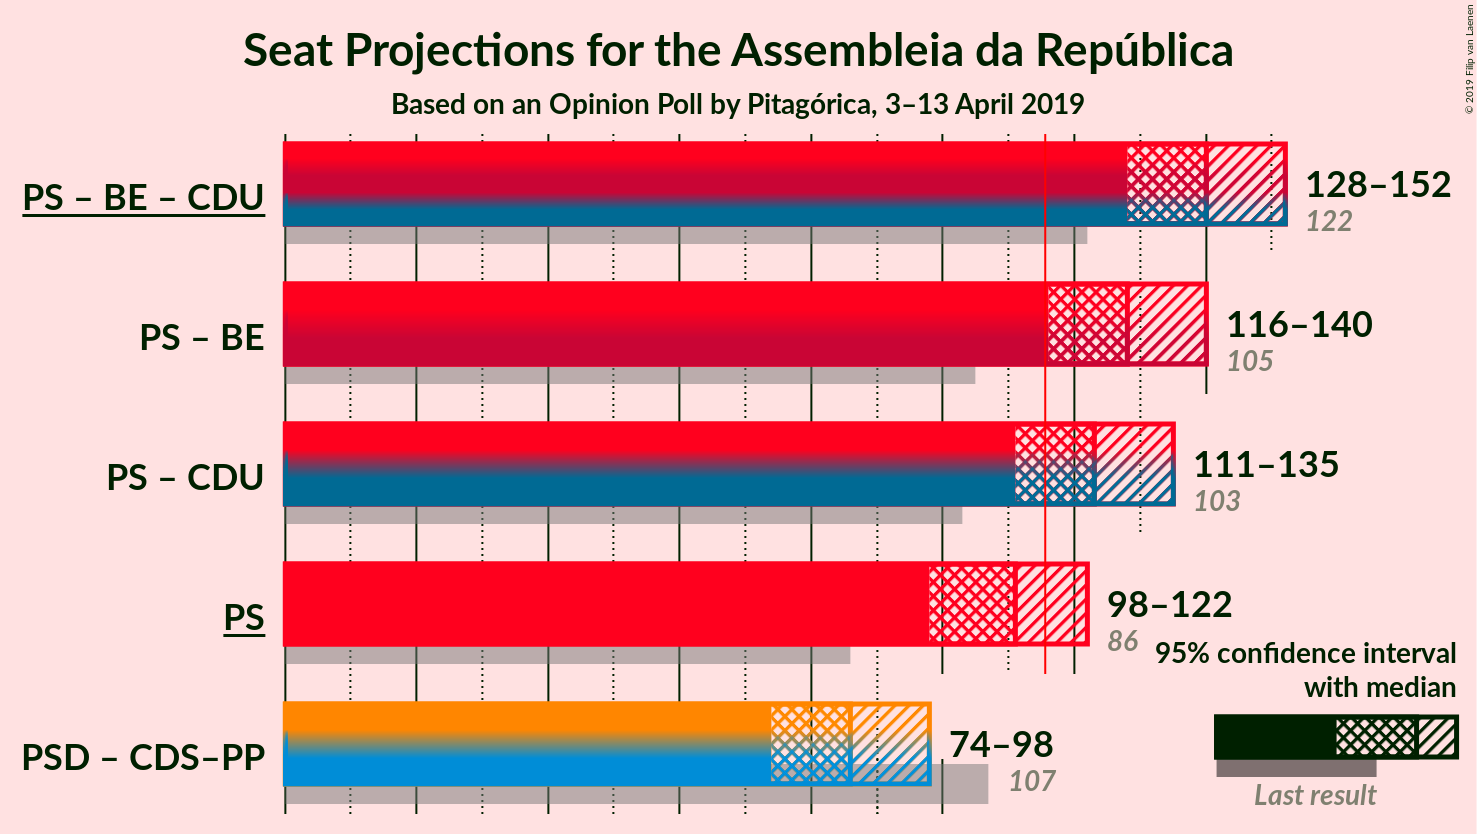 Seat Projections for the Assembleia da República
Based on an Opinion Poll by Pitagórica, 3–13 April 2019
© 2019 Filip van Laenen
PS – BE – CDU
128–152
122
PS – BE
116–140
105
PS – CDU
111–135
103
PS
98–122
86
PSD – CDS–PP
74–98
107
95% confidence interval
with median
Last result